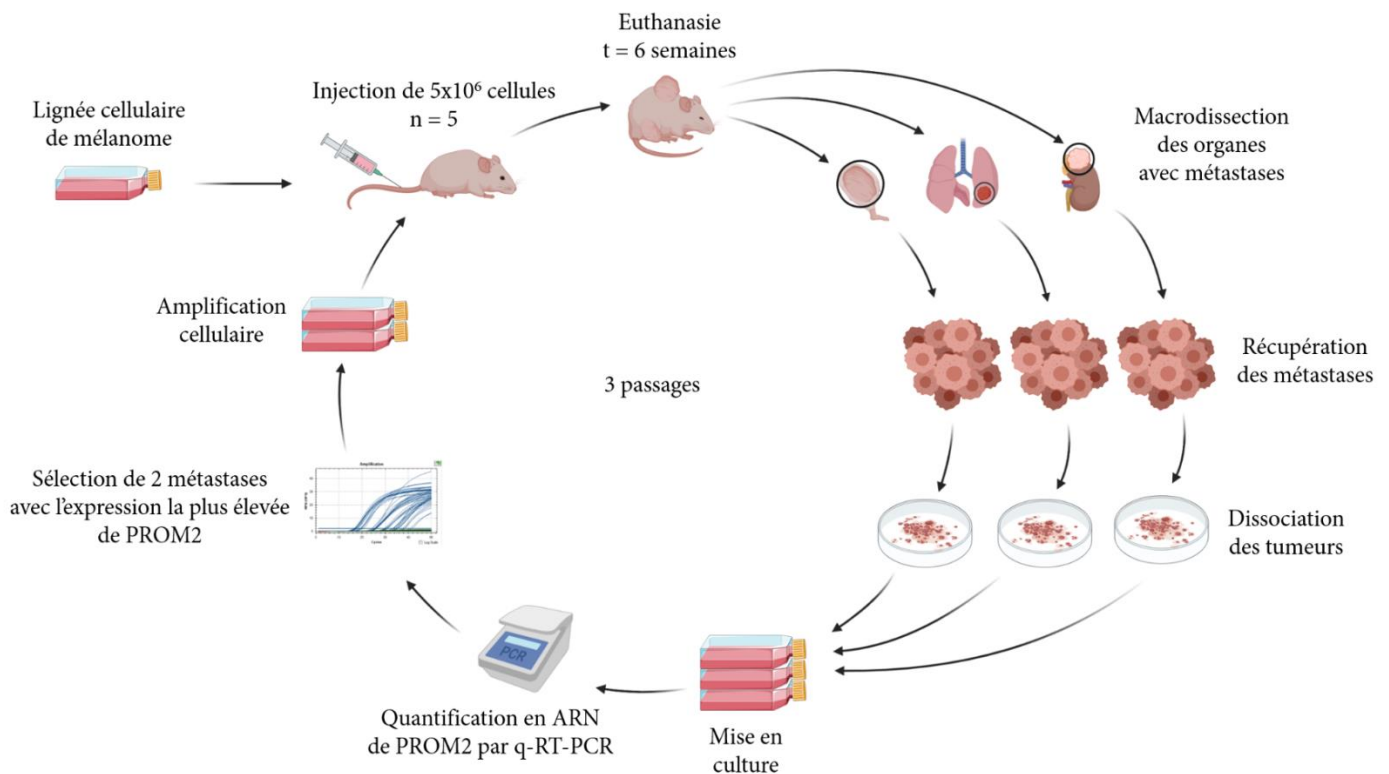 Lignée cellulaire
de mélanome
Injection de 5x10⁶ cellules
n = 5
Euthanasie
t = 6 semaines
Macrodissection
des organes
avec métastases
Récupération
des métastases
Dissociation
des tumeurs
Mise en
culture
PCR
Quantification en ARN
de PROM2 par q-RT-PCR
Sélection de 2 métastases
avec l’expression la plus élevée
de PROM2
Amplification
Amplification
cellulaire
3 passages